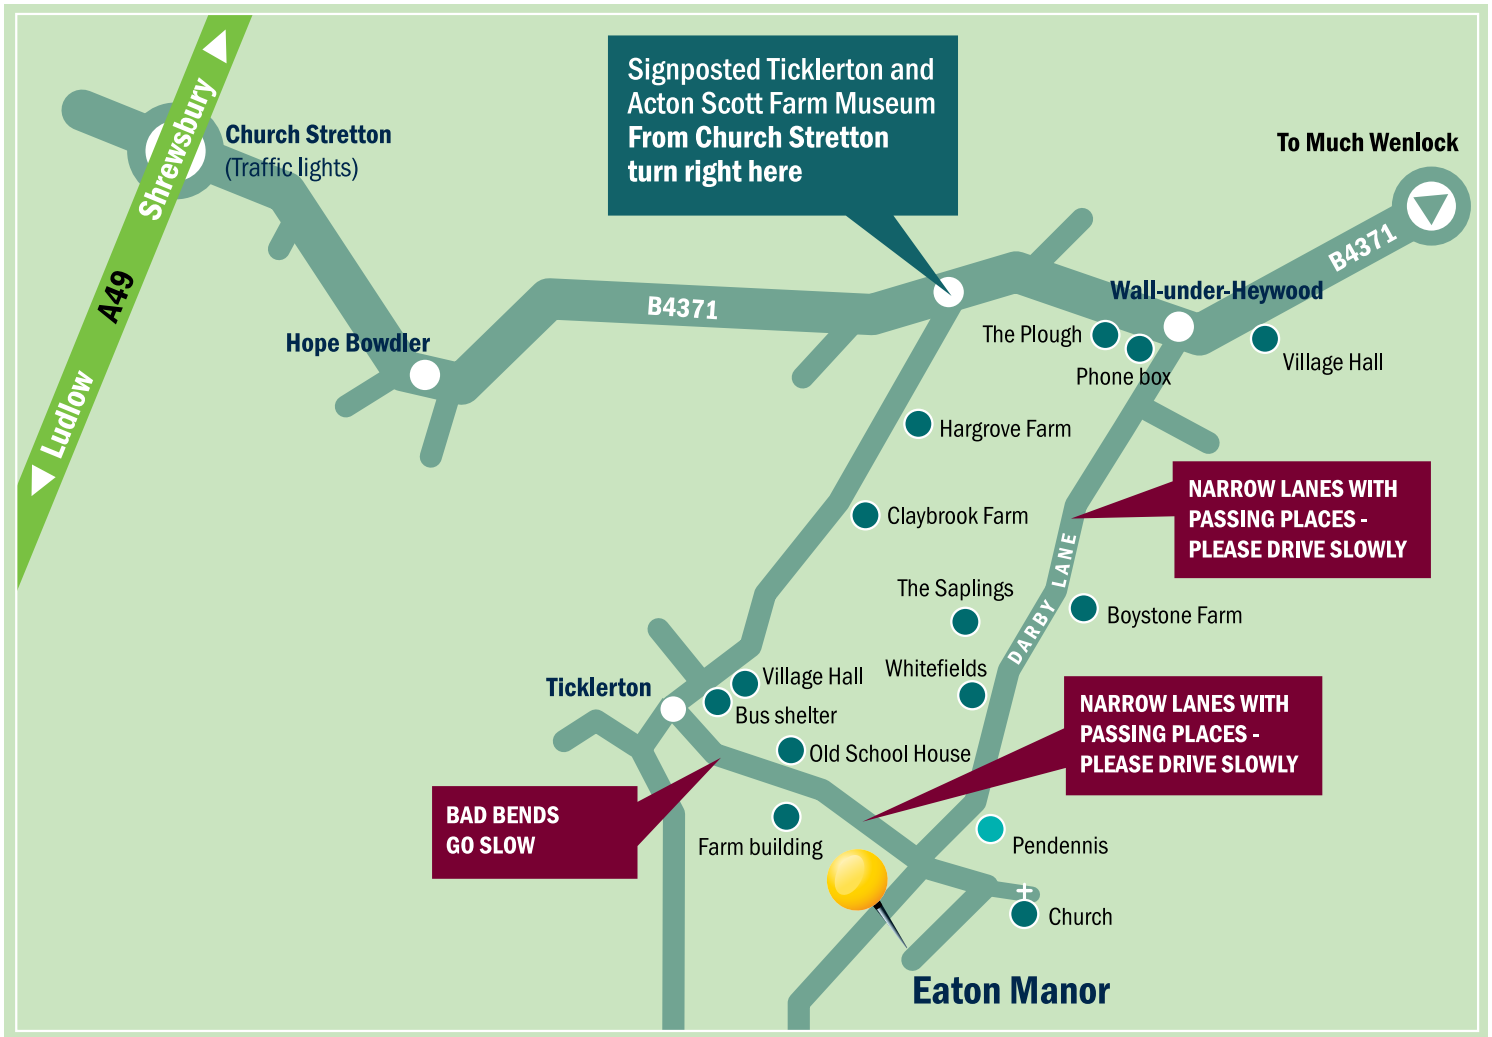 Signposted Ticklerton and
Acton Scott Farm Museum
From Church Stretton
turn right here
Shrewsbury
A49
Ludlow
Church Stretton
(Traffic lights)
To Much Wenlock
B4371
Hope Bowdler
B4371
Wall-under-Heywood
The Plough
Phone box
Village Hall
Hargrove Farm
Claybrook Farm
NARROW LANES WITH
PASSING PLACES -
PLEASE DRIVE SLOWLY
DARBY LANE
The Saplings
Boystone Farm
Whitefields
Ticklerton
Village Hall
Bus shelter
Old School House
NARROW LANES WITH
PASSING PLACES -
PLEASE DRIVE SLOWLY
BAD BENDS
GO SLOW
Farm building
Pendennis
Church
Eaton Manor